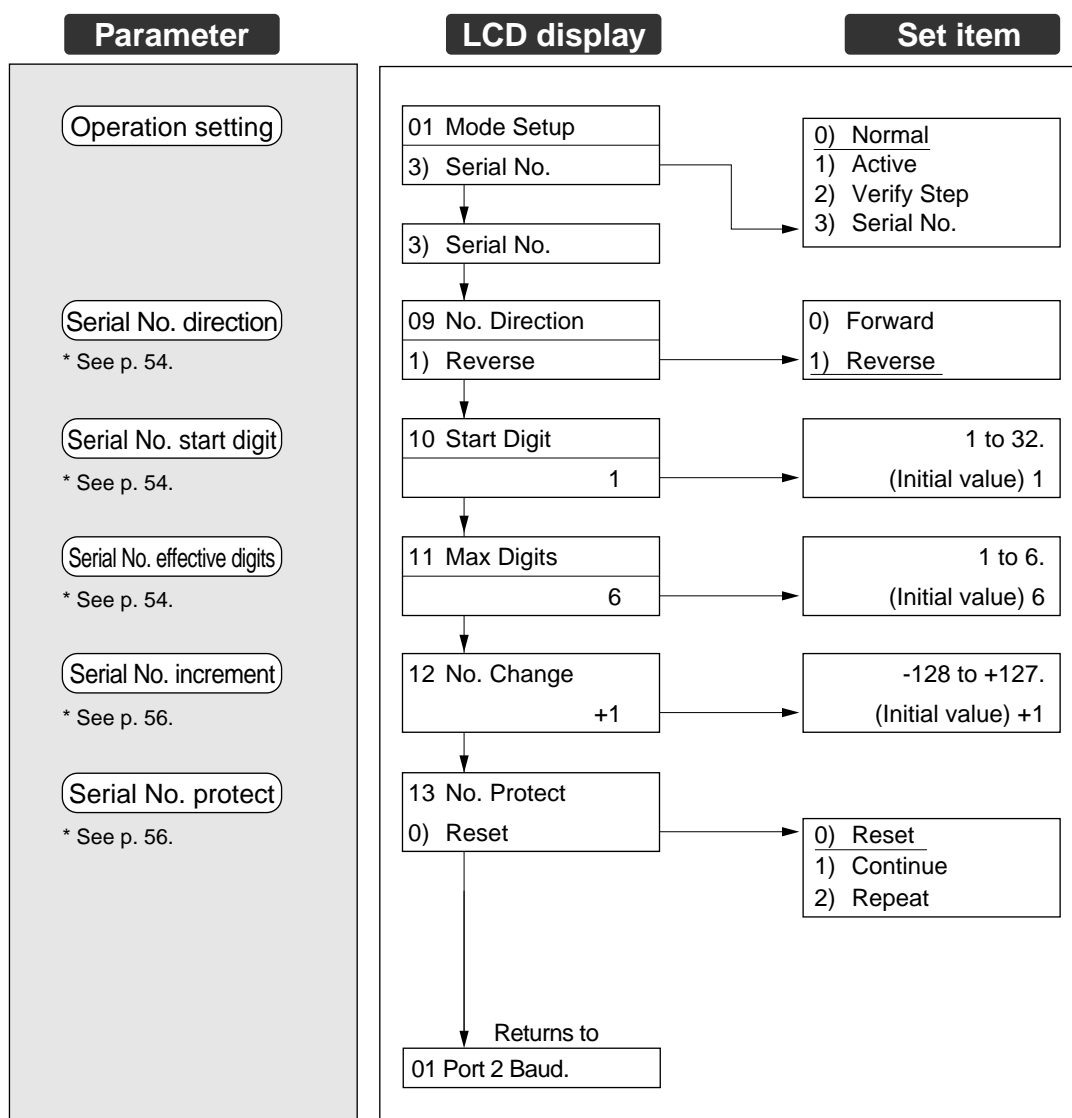 Parameter LCD display Set item
Operation setting
01 Mode Setup
3) Serial No.
0) Normal
1) Active
2) Verify Step
3) Serial No.
3) Serial No.
Serial No. direction
* See p. 54.
09 No. Direction
1) Reverse
0) Forward
1) Reverse
Serial No. start digit
* See p. 54.
10 Start Digit
1
1 to 32.
(Initial value) 1
Serial No. effective digits
* See p. 54.
11 Max Digits
6
1 to 6.
(Initial value) 6
Serial No. increment
* See p. 56.
12 No. Change
+1
-128 to +127.
(Initial value) +1
Serial No. protect
* See p. 56.
13 No. Protect
0) Reset
0) Reset
1) Continue
2) Repeat
Returns to
01 Port 2 Baud.